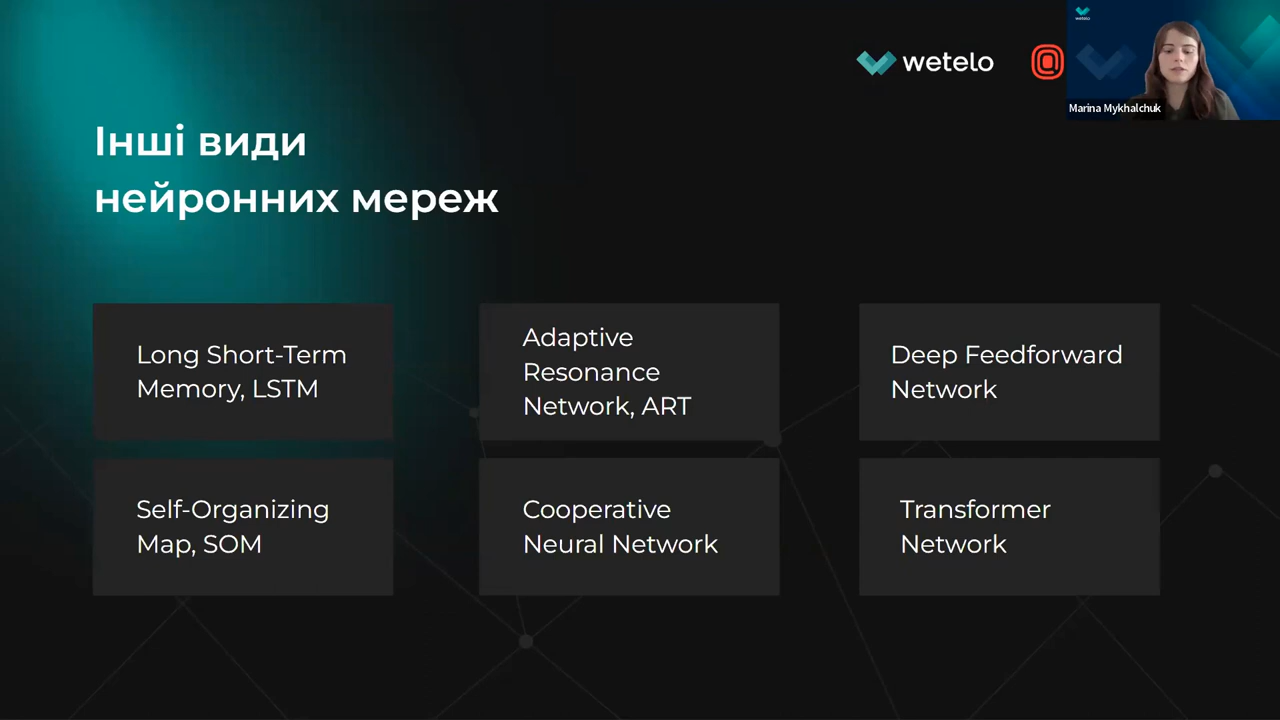 wetelo
wetelo
Marina Mykhalchuk
Інші види
нейронних мереж
Long Short-Term
Memory, LSTM
Adaptive
Resonance
Network, ART
Deep Feedforward
Network
Self-Organizing
Map, SOM
Cooperative
Neural Network
Transformer
Network